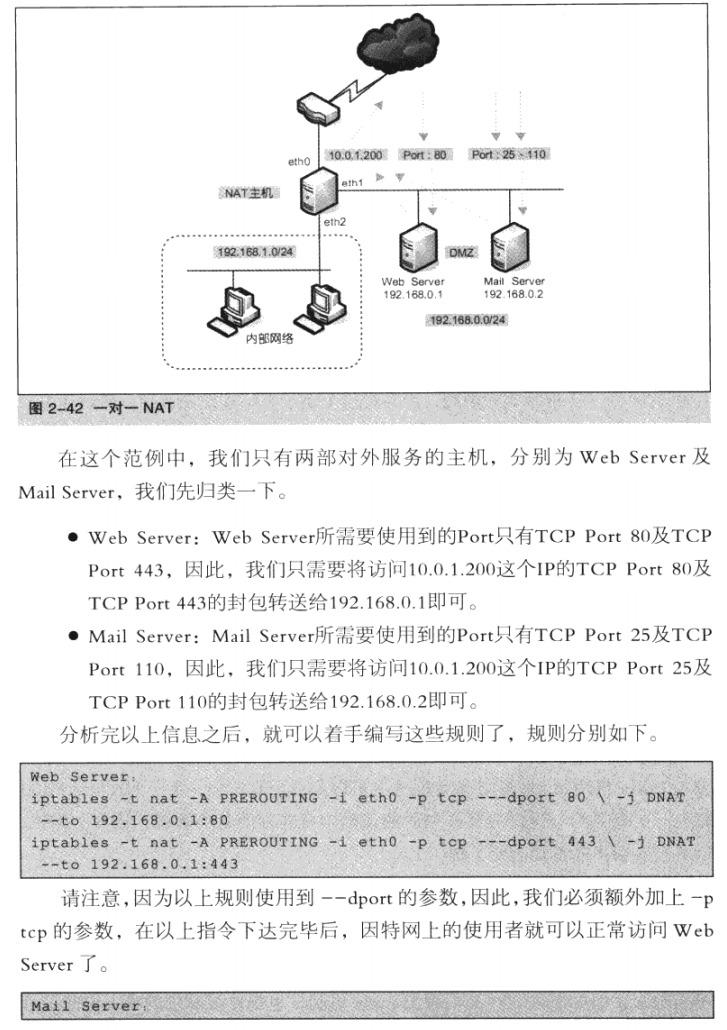 eth0
10.0.1.200
Port : 80
Port : 25、110
NAT主机
eth1
eth2
192.168.1.0/24
DMZ
Web Server
192.168.0.1
Mail Server
192.168.0.2
192.168.0.0/24
内部网络
图 2-42 一对一 NAT
在这个范例中，我们只有两部对外服务的主机，分别为 Web Server 及
Mail Server，我们先归类一下。
● Web Server：Web Server所需要使用到的Port只有TCP Port 80及TCP
Port 443，因此，我们只需要将访问10.0.1.200这个IP的TCP Port 80及
TCP Port 443的封包转送给192.168.0.1即可。
● Mail Server：Mail Server所需要使用到的Port只有TCP Port 25及TCP
Port 110，因此，我们只需要将访问10.0.1.200这个IP的TCP Port 25及
TCP Port 110的封包转送给192.168.0.2即可。
分析完以上信息之后，就可以着手编写这些规则了，规则分别如下。
Web Server:
iptables -t nat -A PREROUTING -i eth0 -p tcp ---dport 80 \ -j DNAT
--to 192.168.0.1:80
iptables -t nat -A PREROUTING -i eth0 -p tcp ---dport 443 \ -j DNAT
--to 192.168.0.1:443
请注意，因为以上规则使用到 --dport 的参数，因此，我们必须额外加上 -p
tcp 的参数，在以上指令下达完毕后，因特网上的使用者就可以正常访问 Web
Server 了。
Mail Server: